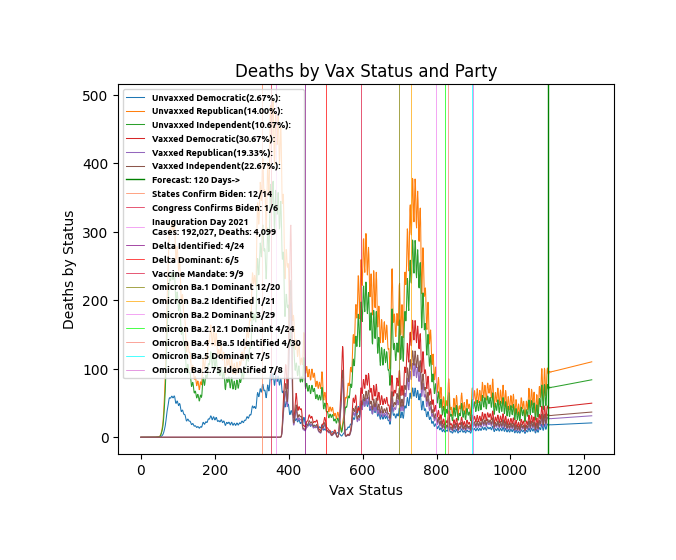 Deaths by Vax Status and Party
Deaths by Status
500
400
300
200
100
0
Unvaxxed Democratic(2.67%):
Unvaxxed Republican(14.00%):
Unvaxxed Independent(10.67%):
Vaxxed Democratic(30.67%):
Vaxxed Republican(19.33%):
Vaxxed Independent(22.67%):
Forecast: 120 Days->
States Confirm Biden: 12/14
Congress Confirms Biden: 1/6
Inauguration Day 2021
Cases: 192,027, Deaths: 4,099
Delta Identified: 4/24
Delta Dominant: 6/5
Vaccine Mandate: 9/9
Omicron Ba.1 Dominant 12/20
Omicron Ba.2 Identified 1/21
Omicron Ba.2 Dominant 3/29
Omicron Ba.2.12.1 Dominant 4/24
Omicron Ba.4 - Ba.5 Identified 4/30
Omicron Ba.5 Dominant 7/5
Omicron Ba.2.75 Identified 7/8
0 200 400 600 800 1000 1200
Vax Status